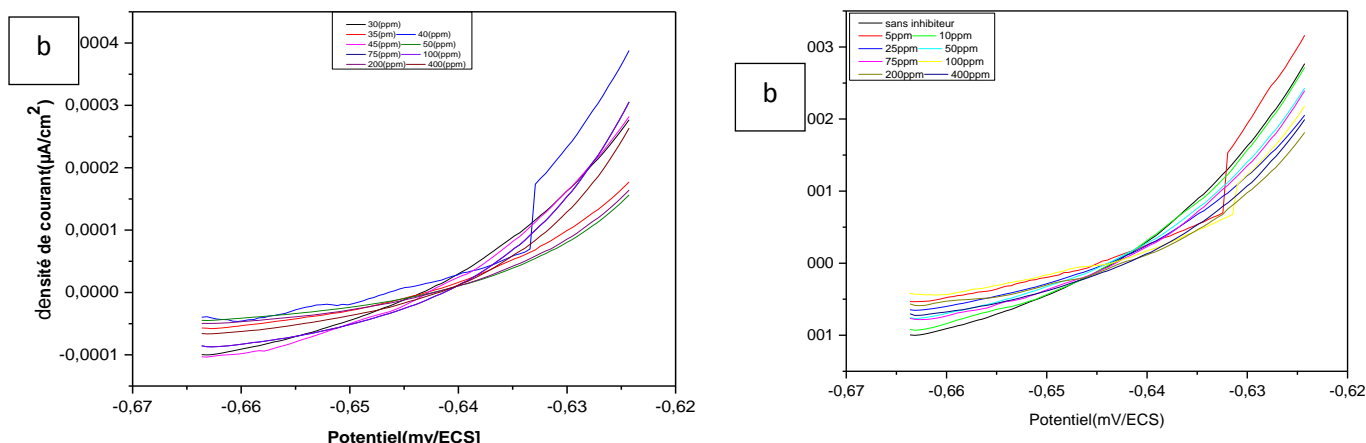 b
30(ppm)
35(ppm) 40(ppm)
45(ppm) 50(ppm)
75(ppm) 100(ppm)
200(ppm) 400(ppm)
0004
0,0003
0,0002
0,0001
0,0000
-0,0001
densité de courant(µA/cm²)
-0,67 -0,66 -0,65 -0,64 -0,63 -0,62
Potentiel(mv/ECS]
b
sans inhibiteur
5ppm 10ppm
25ppm 50ppm
75ppm 100ppm
200ppm 400ppm
003
002
001
000
001
-0,67 -0,66 -0,65 -0,64 -0,63 -0,62
Potentiel(mV/ECS)